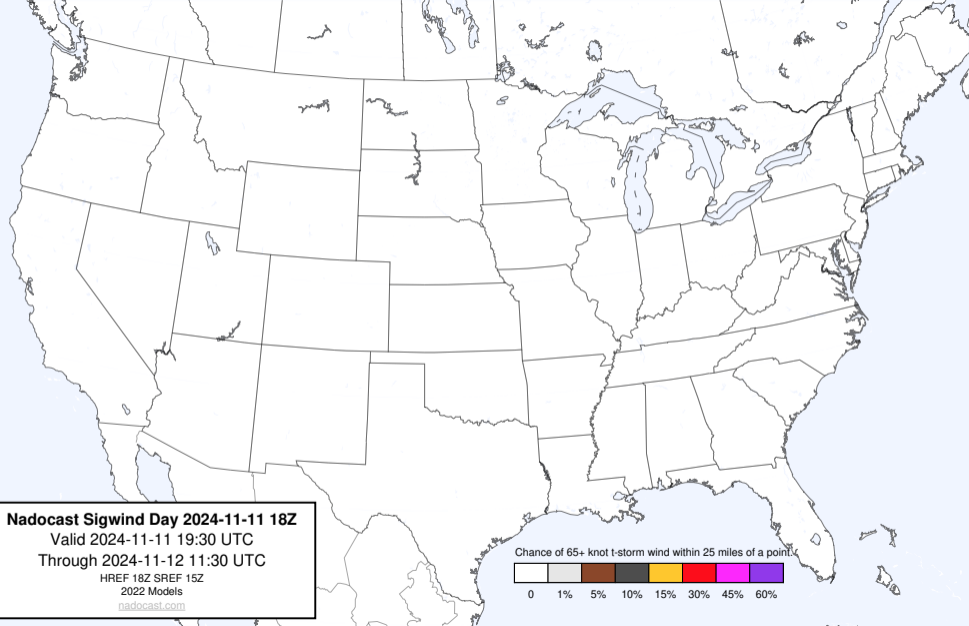 Nadocast Sigwind Day 2024-11-11 18Z
Valid 2024-11-11 19:30 UTC
Through 2024-11-12 11:30 UTC
HREF 18Z SREF 15Z
2022 Models
nadocast.com
Chance of 65+ knot t-storm wind within 25 miles of a point.
0 1% 5% 10% 15% 30% 45% 60%